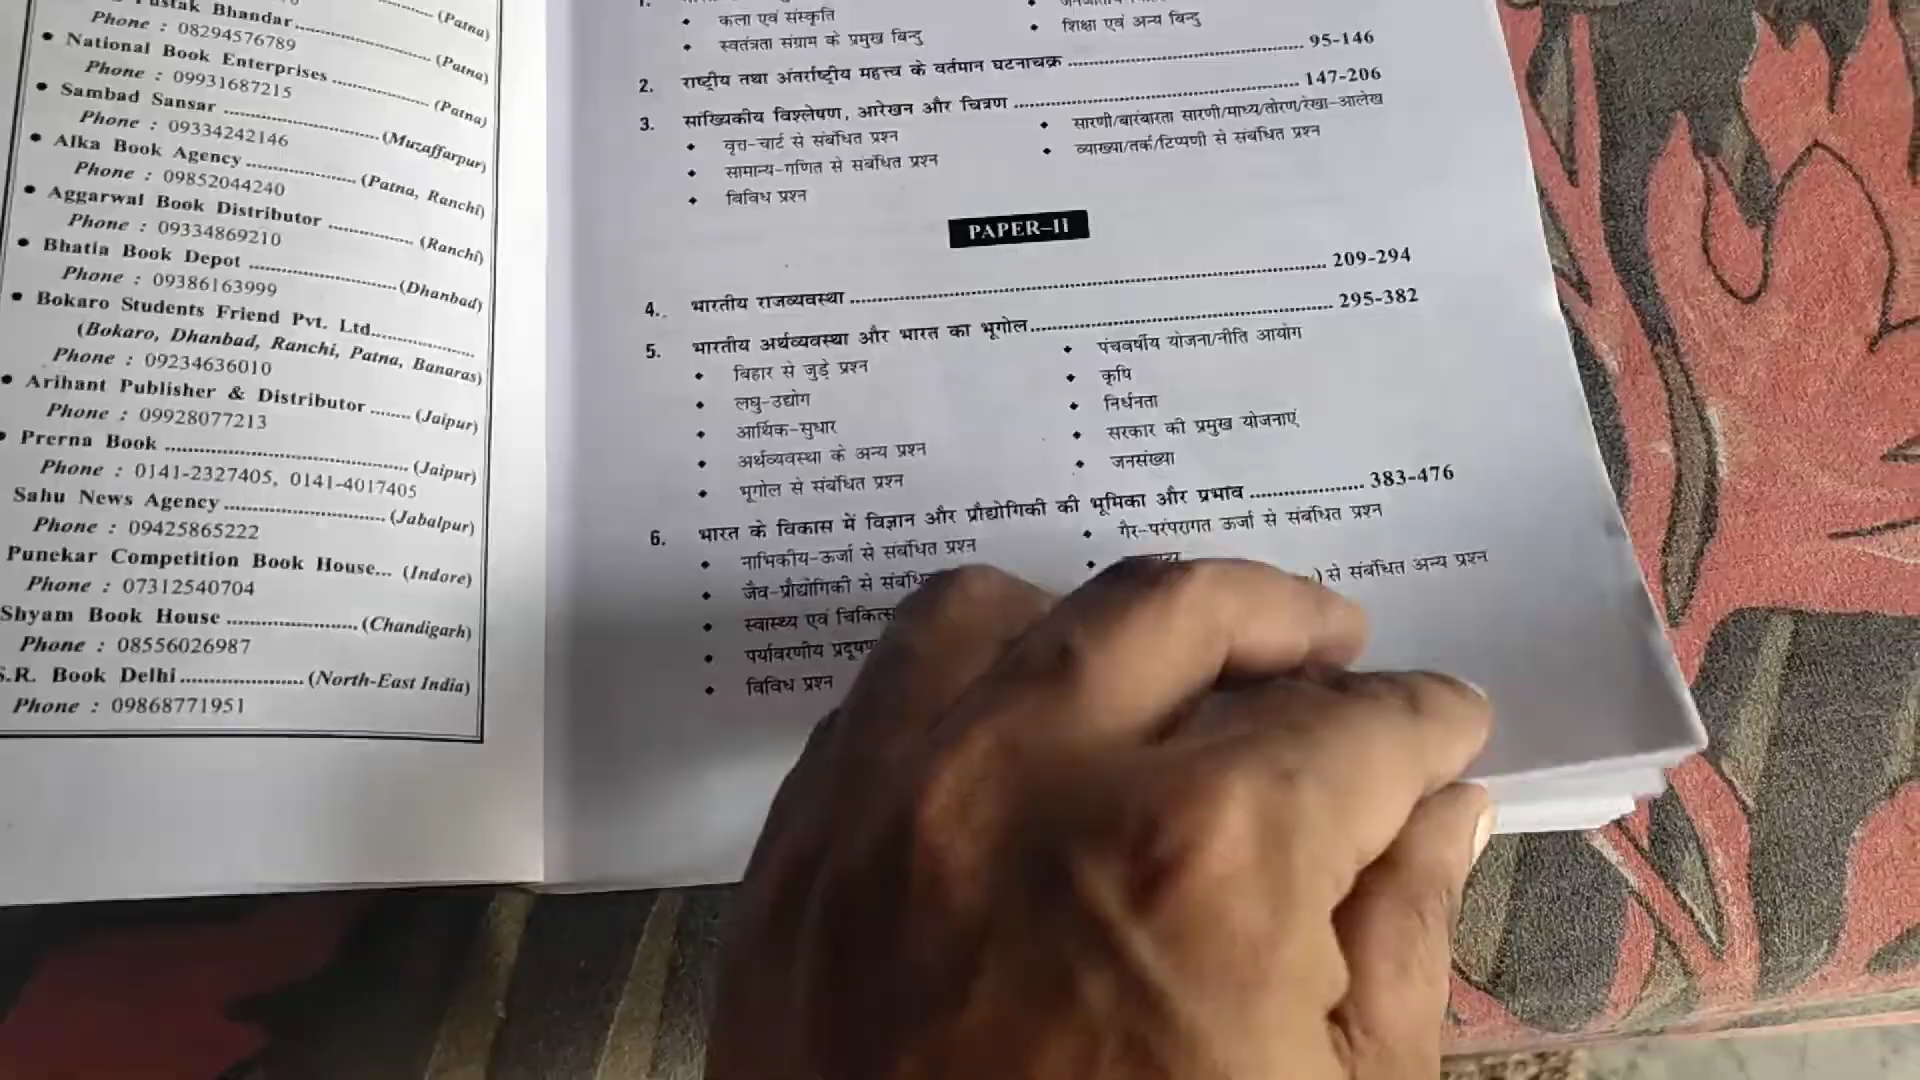 Pustak Bhandar (Patna)
Phone : 08294576789
• National Book Enterprises (Patna)
Phone : 09931687215
• Sambad Sansar (Patna)
Phone : 09334242146
• Alka Book Agency (Muzaffarpur)
Phone : 09852044240
• Aggarwal Book Distributor (Patna, Ranchi)
Phone : 09334869210
• Bhatia Book Depot (Ranchi)
Phone : 09386163999
• Bokaro Students Friend Pvt. Ltd. (Dhanbad)
(Bokaro, Dhanbad, Ranchi, Patna, Banaras)
Phone : 09234636010
• Arihant Publisher & Distributor (Jaipur)
Phone : 09928077213
Prerna Book (Jaipur)
Phone : 0141-2327405, 0141-4017405
Sahu News Agency (Jabalpur)
Phone : 09425865222
Punekar Competition Book House... (Indore)
Phone : 07312540704
Shyam Book House (Chandigarh)
Phone : 08556026987
S.R. Book Delhi (North-East India)
Phone : 09868771951
1.
• कला एवं संस्कृति
• स्वतंत्रता संग्राम के प्रमुख बिन्दु
• शिक्षा एवं अन्य बिन्दु
2. राष्ट्रीय तथा अंतर्राष्ट्रीय महत्त्व के वर्तमान घटनाचक्र 95-146
3. सांख्यिकीय विश्लेषण, आरेखन और चित्रण 147-206
• वृत्त-चार्ट से संबंधित प्रश्न
• सामान्य-गणित से संबंधित प्रश्न
• विविध प्रश्न
• सारणी/बारंबारता सारणी/माध्य/तोरण/रेखा-आलेख
• व्याख्या/तर्क/टिप्पणी से संबंधित प्रश्न
PAPER–II
4. भारतीय राजव्यवस्था 209-294
5. भारतीय अर्थव्यवस्था और भारत का भूगोल 295-382
• बिहार से जुड़े प्रश्न
• लघु-उद्योग
• आर्थिक-सुधार
• अर्थव्यवस्था के अन्य प्रश्न
• भूगोल से संबंधित प्रश्न
• पंचवर्षीय योजना/नीति आयोग
• कृषि
• निर्धनता
• सरकार की प्रमुख योजनाएं
• जनसंख्या
6. भारत के विकास में विज्ञान और प्रौद्योगिकी की भूमिका और प्रभाव 383-476
• नाभिकीय-ऊर्जा से संबंधित प्रश्न
• जैव-प्रौद्योगिकी से
• स्वास्थ्य एवं
• पर्यावरणीय
• विविध प्रश्न
• गैर-परंपरागत ऊर्जा से संबंधित प्रश्न
) से संबंधित अन्य प्रश्न